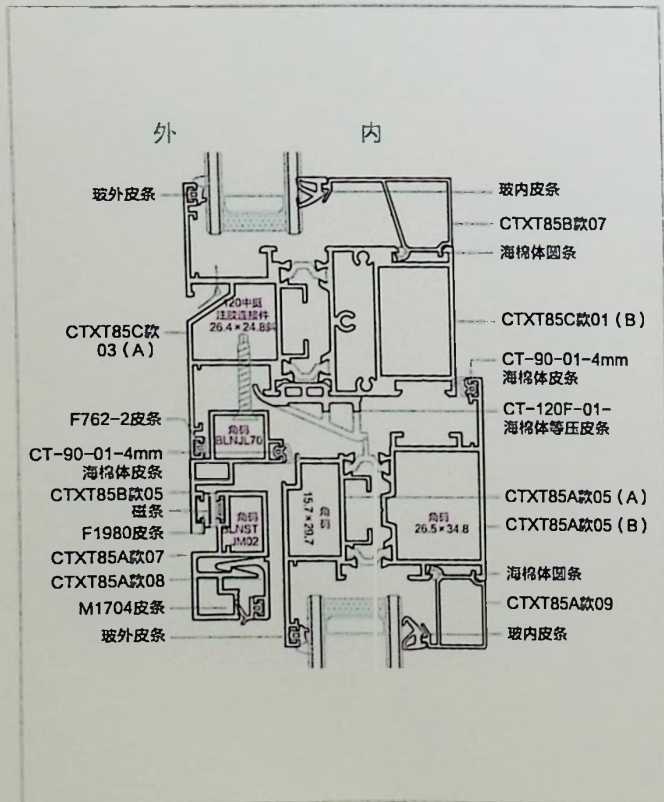 外 内
玻外皮条
玻内皮条
CTXT85B款07
海棉体圆条
120中挺
注胶连接件
26.4×24.8斜
CTXT85C款
03（A）
CTXT85C款01（B）
CT-90-01-4mm
海棉体皮条
F762-2皮条
角码
BLNJL70
CT-120F-01-
海棉体等压皮条
CT-90-01-4mm
海棉体皮条
CTXT85B款05
磁条
F1980皮条
15.7×29.7
角码
26.5×34.8
CTXT85A款05（A）
CTXT85A款05（B）
CTXT85A款07
CTXT85A款08
M1704皮条
玻外皮条
角码
海棉体圆条
CTXT85A款09
玻内皮条